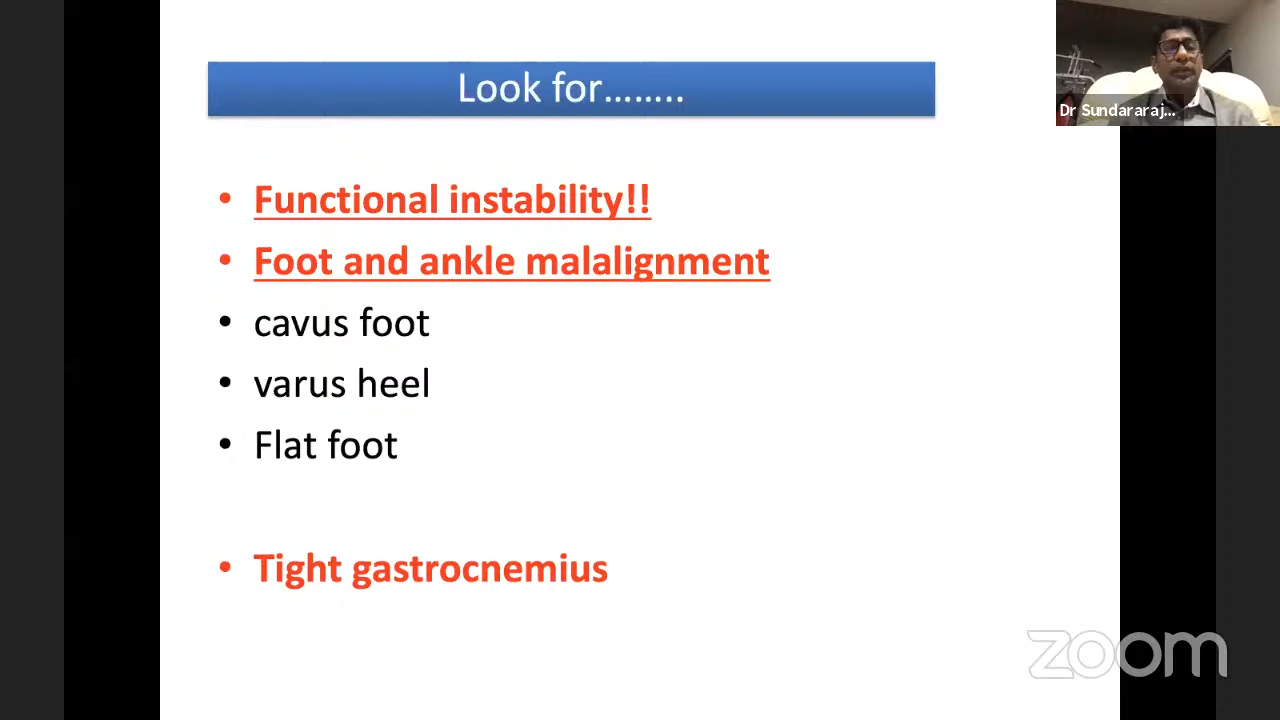 Look for........
Dr Sundararaj...
• Functional instability!!
• Foot and ankle malalignment
• cavus foot
• varus heel
• Flat foot
• Tight gastrocnemius
zoom